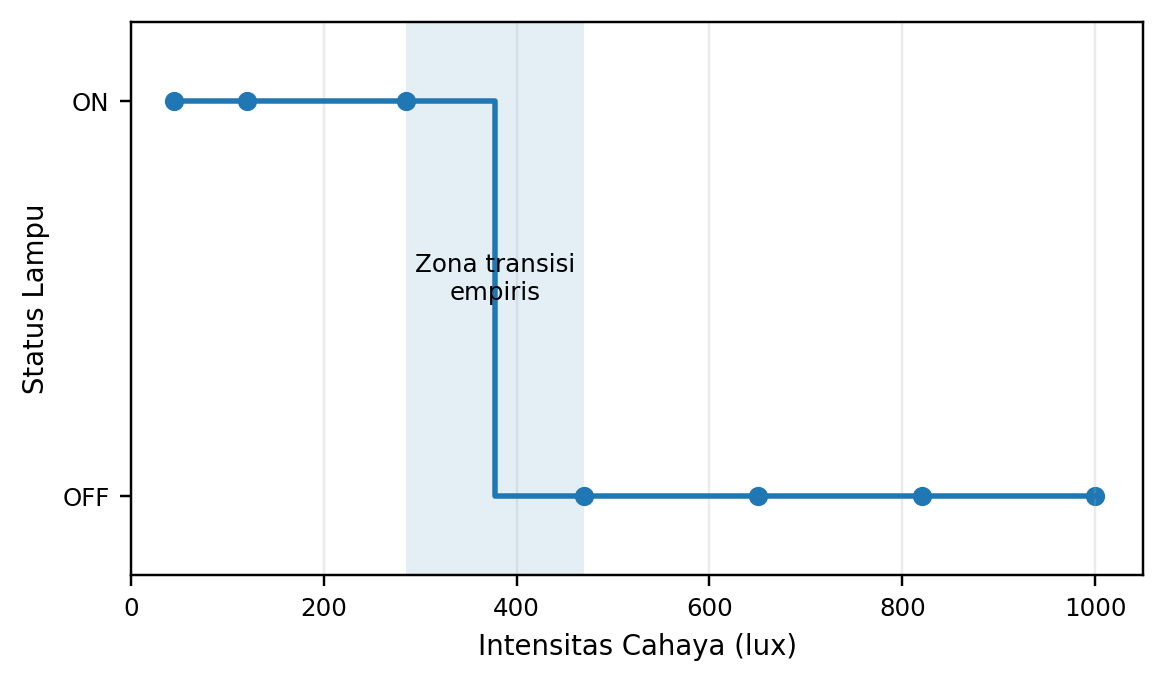 ON
Zona transisi
empiris
Status Lampu
OFF
0
200
400
600
800
1000
Intensitas Cahaya (lux)